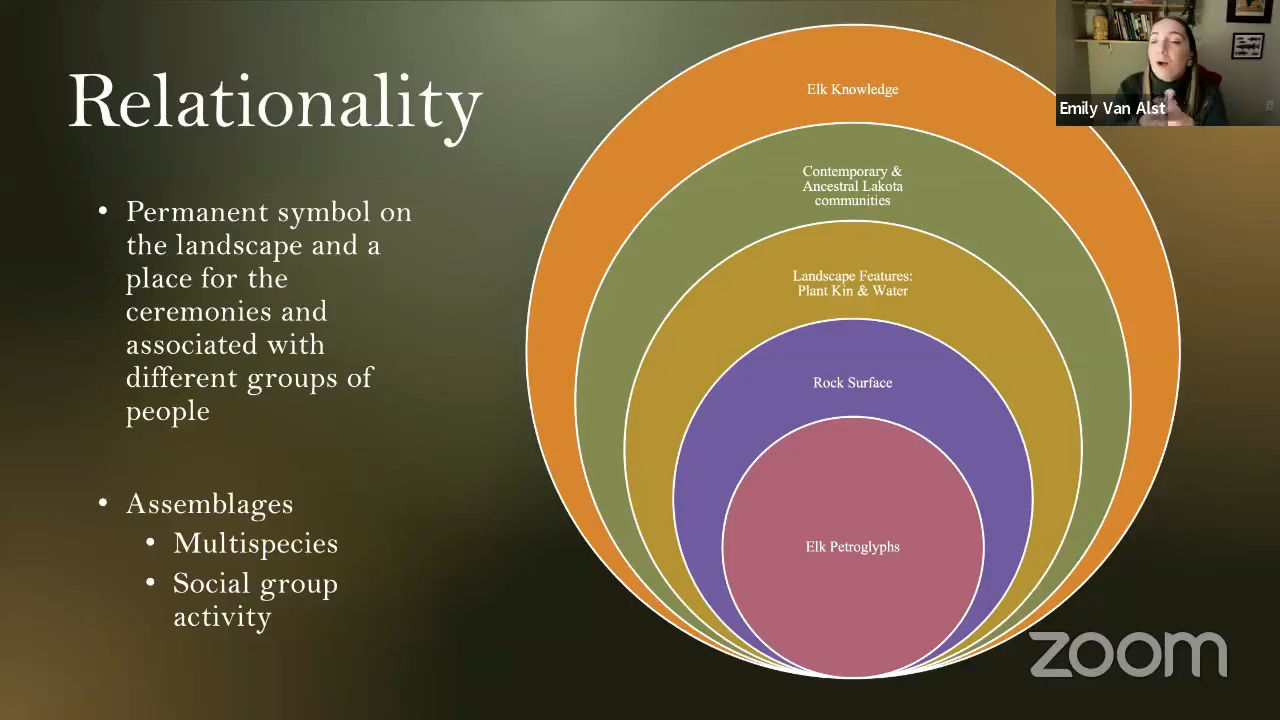 Relationality
• Permanent symbol on
the landscape and a
place for the
ceremonies and
associated with
different groups of
people
• Assemblages
• Multispecies
• Social group
activity
Elk Knowledge
Contemporary &
Ancestral Lakota
communities
Landscape Features:
Plant Kin & Water
Rock Surface
Elk Petroglyphs
Emily Van Alst
zoom